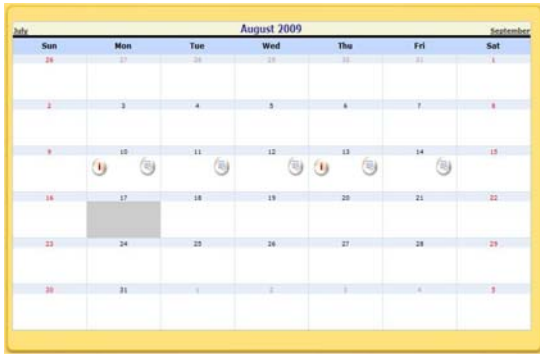 August 2009
July September
Sun Mon Tue Wed Thu Fri Sat
26 27 28 29 30 31 1
2 3 4 5 6 7 8
9 10 11 12 13 14 15
16 17 18 19 20 21 22
23 24 25 26 27 28 29
30 31 1 2 3 4 5